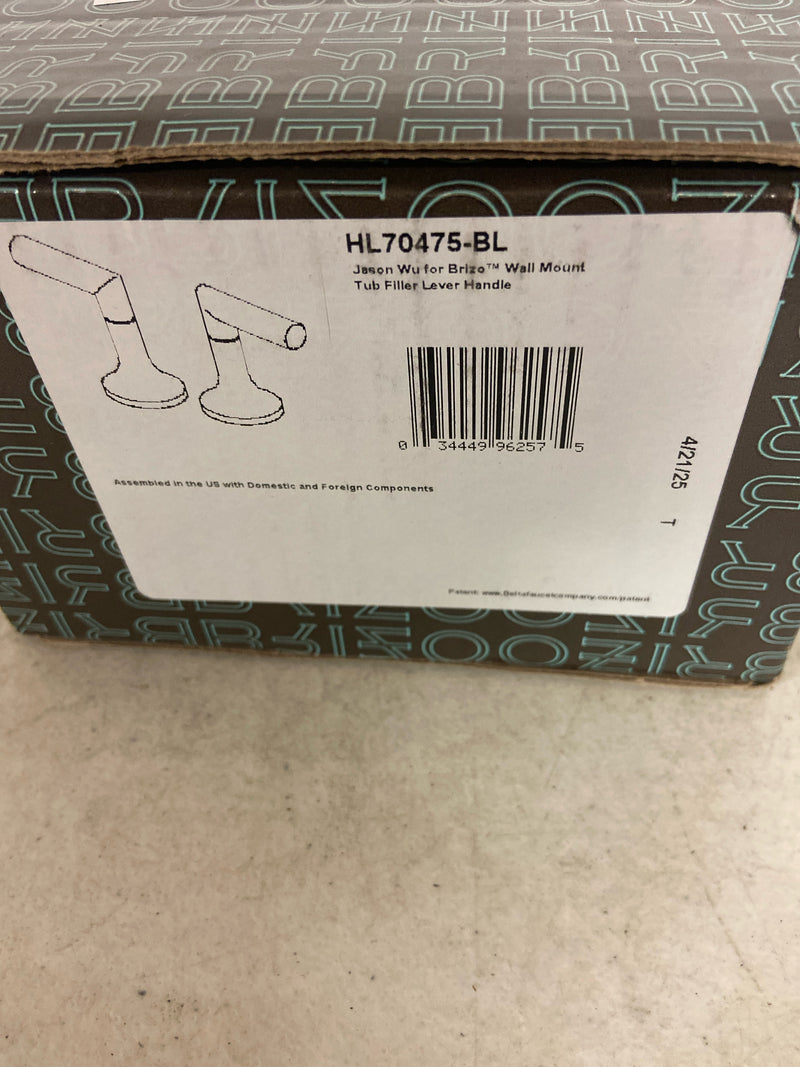 HL70475-BL
Jason Wu for Brizo™ Wall Mount
Tub Filler Lever Handle
0 34449 96257 5
4/21/25 T
Assembled in the US with Domestic and Foreign Components
Patent: www.Deltafaucetcompany.com/patent